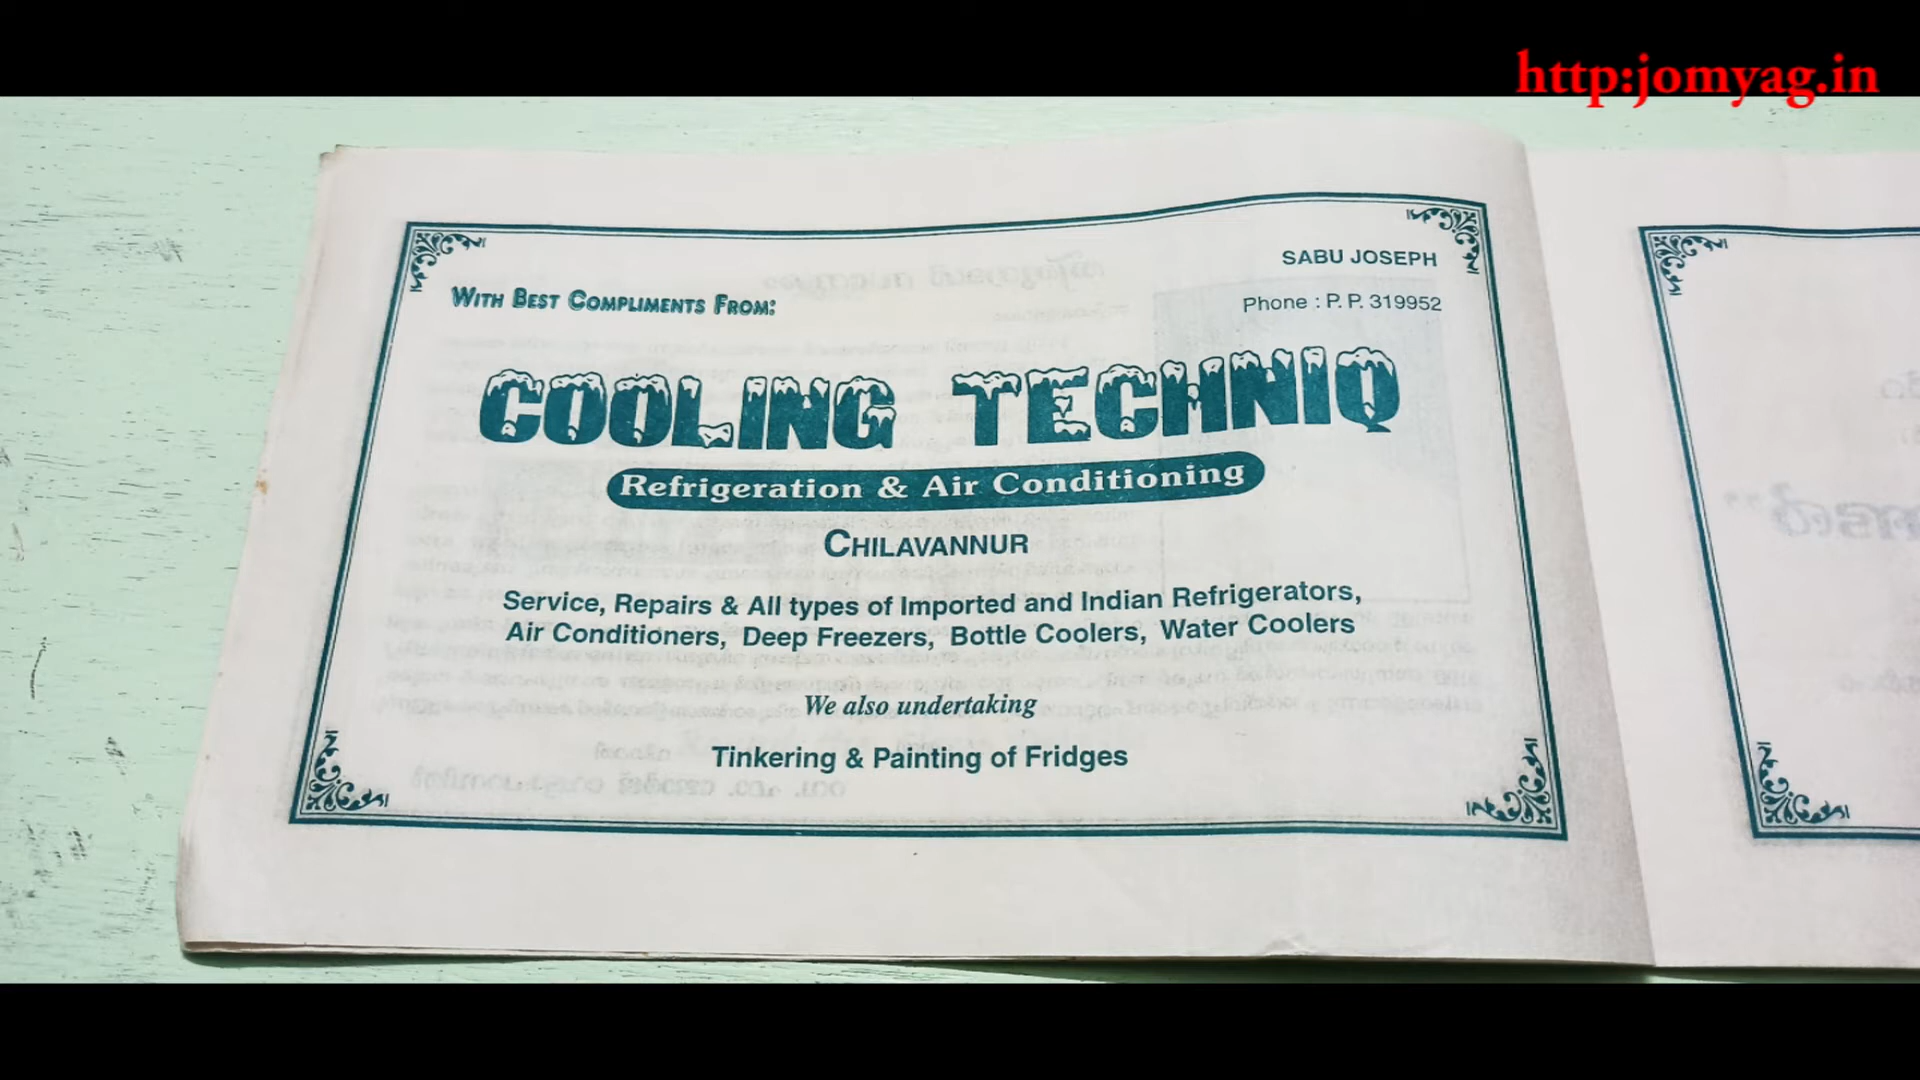 http:jomyag.in
SABU JOSEPH
WITH BEST COMPLIMENTS FROM:
Phone : P. P. 319952
COOLING TECHNIQ
Refrigeration & Air Conditioning
CHILAVANNUR
Service, Repairs & All types of Imported and Indian Refrigerators,
Air Conditioners, Deep Freezers, Bottle Coolers, Water Coolers
We also undertaking
Tinkering & Painting of Fridges